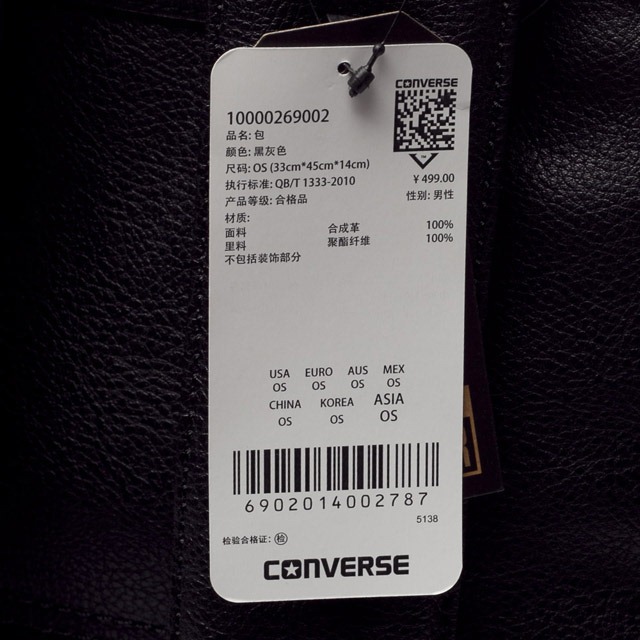 CONVERSE
10000269002
品名: 包
颜色: 黑灰色
尺码: OS (33cm*45cm*14cm)
¥ 499.00
执行标准: QB/T 1333-2010
性别: 男性
产品等级: 合格品
材质:
面料 合成革 100%
里料 聚酯纤维 100%
不包括装饰部分
USA EURO AUS MEX
OS OS OS OS
CHINA KOREA ASIA
OS OS OS
6902014002787
5138
检验合格证: 检
CONVERSE